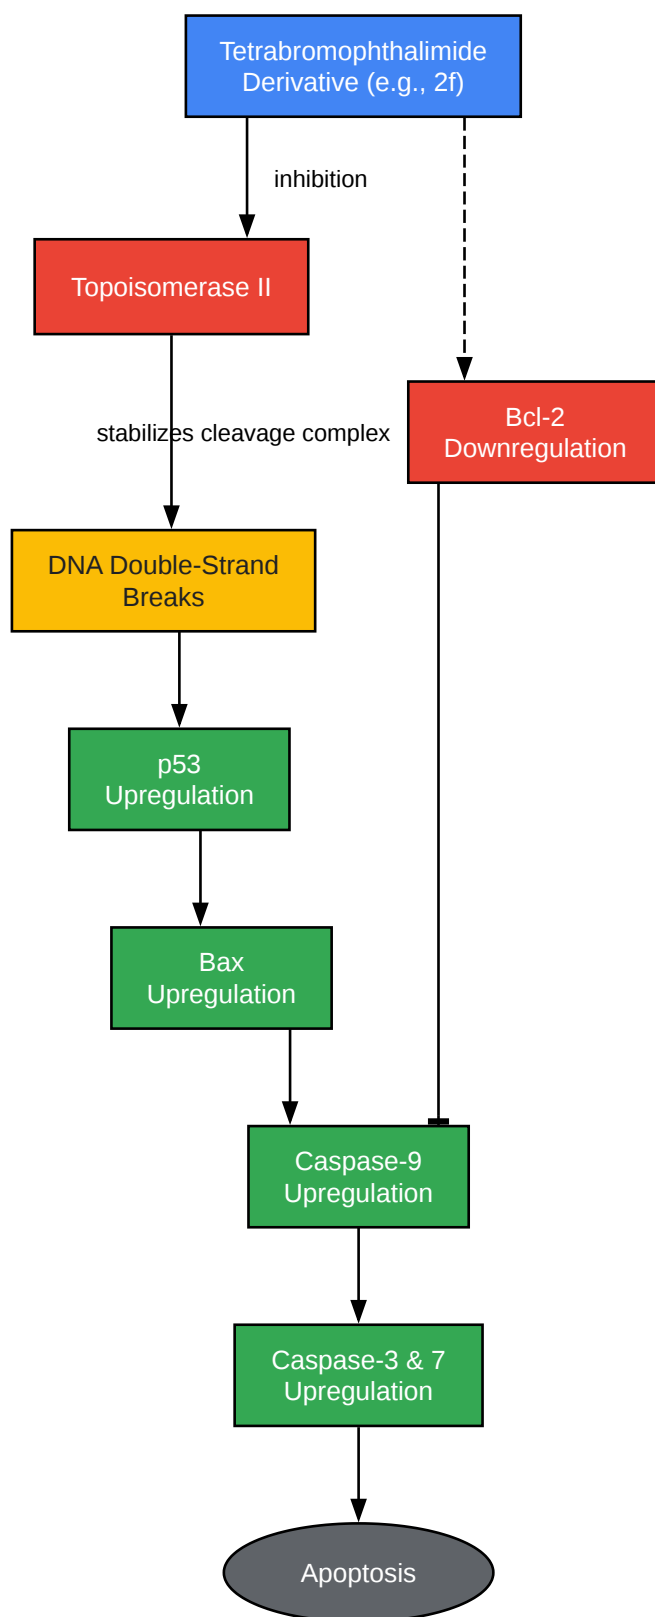 Tetrabromophthalimide
Derivative (e.g., 2f)
inhibition
Topoisomerase II
Bcl-2
Downregulation
stabilizes cleavage complex
DNA Double-Strand
Breaks
p53
Upregulation
Bax
Upregulation
Caspase-9
Upregulation
Caspase-3 & 7
Upregulation
Apoptosis